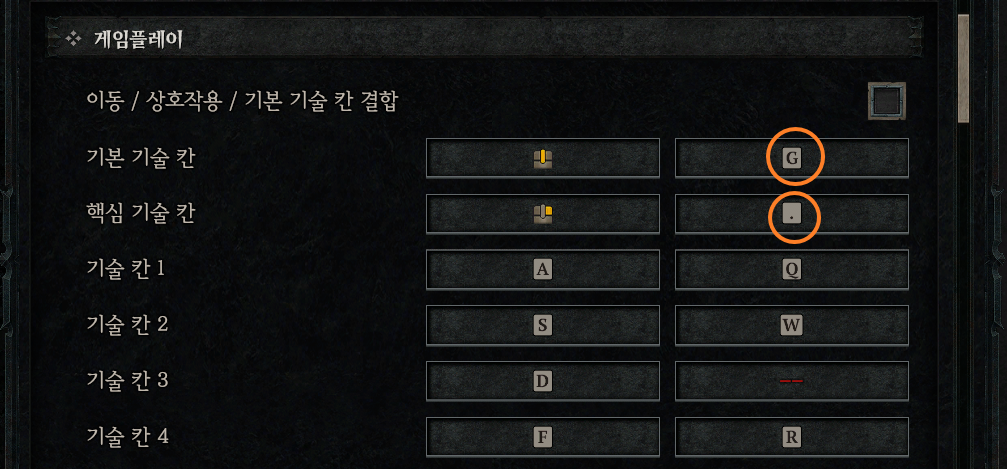 게임플레이
이동 / 상호작용 / 기본 기술 칸 결합
기본 기술 칸 G
핵심 기술 칸 .
기술 칸 1 A Q
기술 칸 2 S W
기술 칸 3 D
기술 칸 4 F R